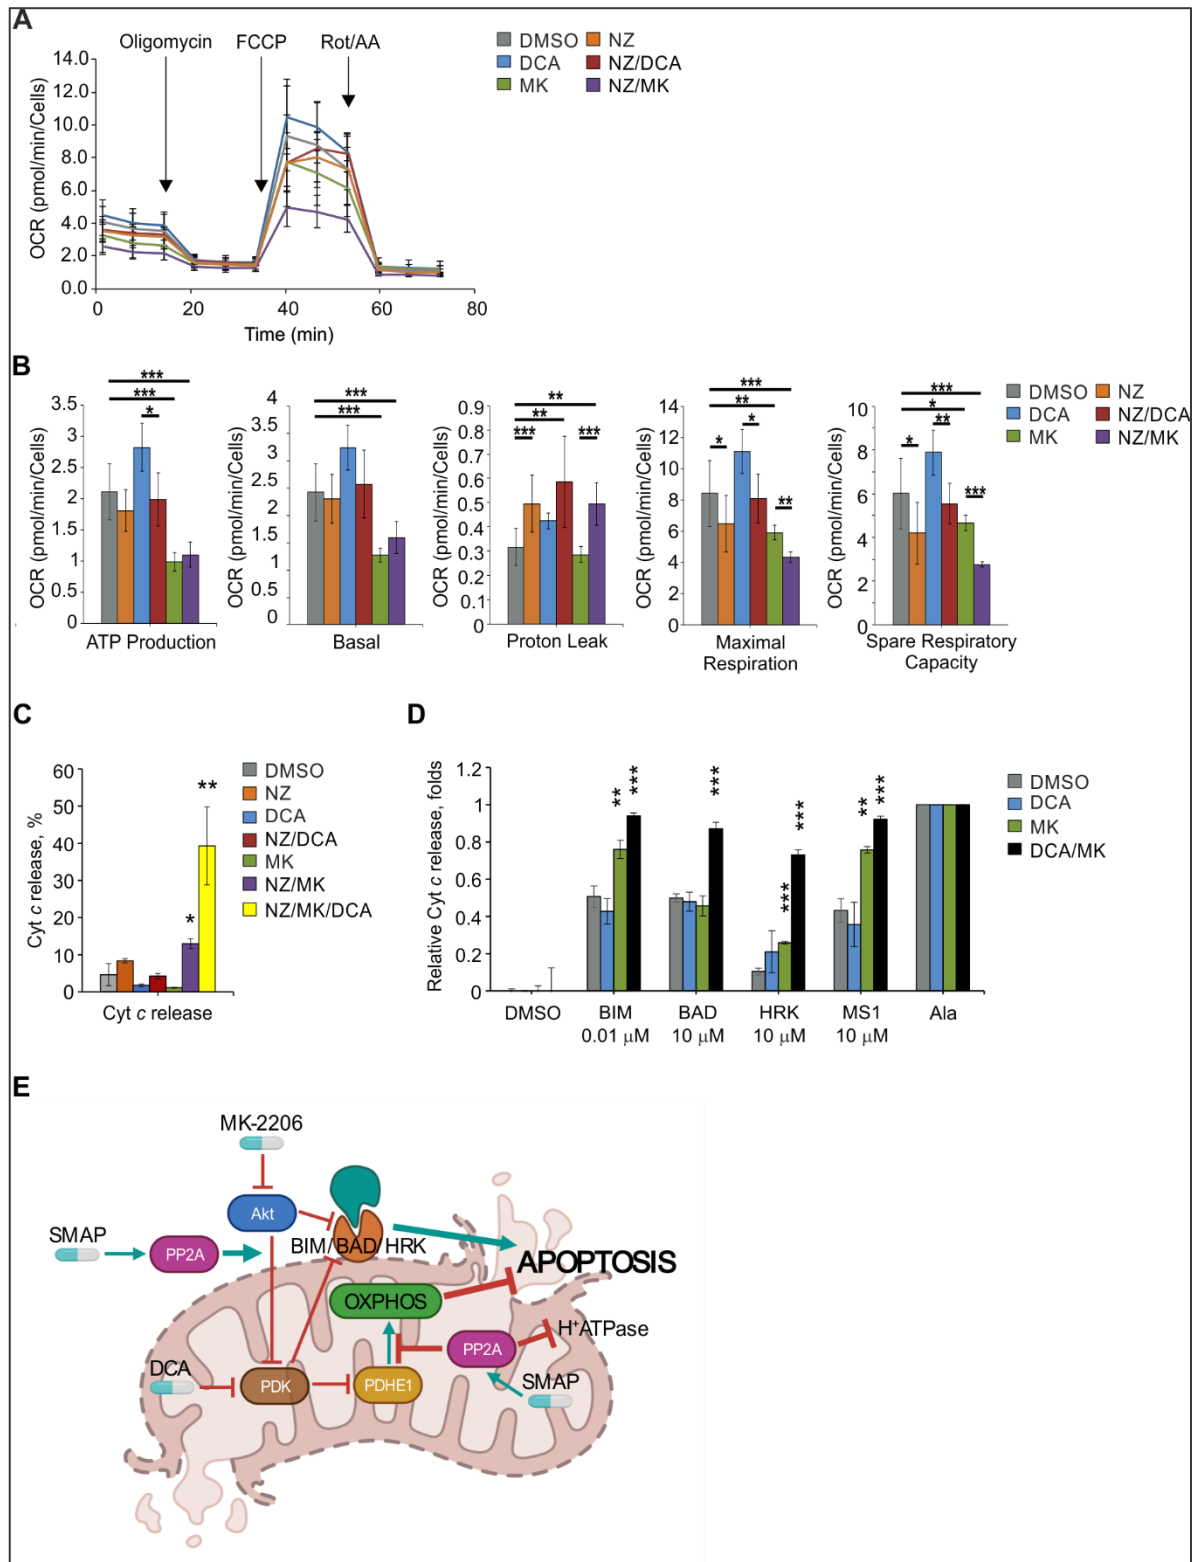 A
Oligomycin FCCP Rot/AA
DMSO NZ
DCA NZ/DCA
MK NZ/MK
OCR (pmol/min/Cells)
14.0
12.0
10.0
8.0
6.0
4.0
2.0
0.0
0 20 40 60 80
Time (min)
B
DMSO NZ
DCA NZ/DCA
MK NZ/MK
OCR (pmol/min/Cells)
3.5
3
2.5
2
1.5
1
0.5
0
***
***
*
ATP Production
OCR (pmol/min/Cells)
4
3.5
3
2.5
2
1.5
1
0.5
0
***
***
Basal
OCR (pmol/min/Cells)
0.9
0.8
0.7
0.6
0.5
0.4
0.3
0.2
0.1
0
**
**
***
***
Proton Leak
OCR (pmol/min/Cells)
14
12
10
8
6
4
2
0
***
**
*
*
**
Maximal
Respiration
OCR (pmol/min/Cells)
10
8
6
4
2
0
***
*
**
*
***
Spare Respiratory
Capacity
C
Cyt c release, %
60
50
40
30
20
10
0
*
**
Cyt c release
DMSO
NZ
DCA
NZ/DCA
MK
NZ/MK
NZ/MK/DCA
D
Relative Cyt c release, folds
1.2
1
0.8
0.6
0.4
0.2
0
**
***
***
***
***
**
***
DMSO BIM BAD HRK MS1 Ala
0.01 µM 10 µM 10 µM 10 µM
DMSO
DCA
MK
DCA/MK
E
MK-2206
Akt
SMAP
PP2A
BIM/BAD/HRK
APOPTOSIS
OXPHOS
H⁺ATPase
PP2A
DCA
PDK
PDHE1
SMAP